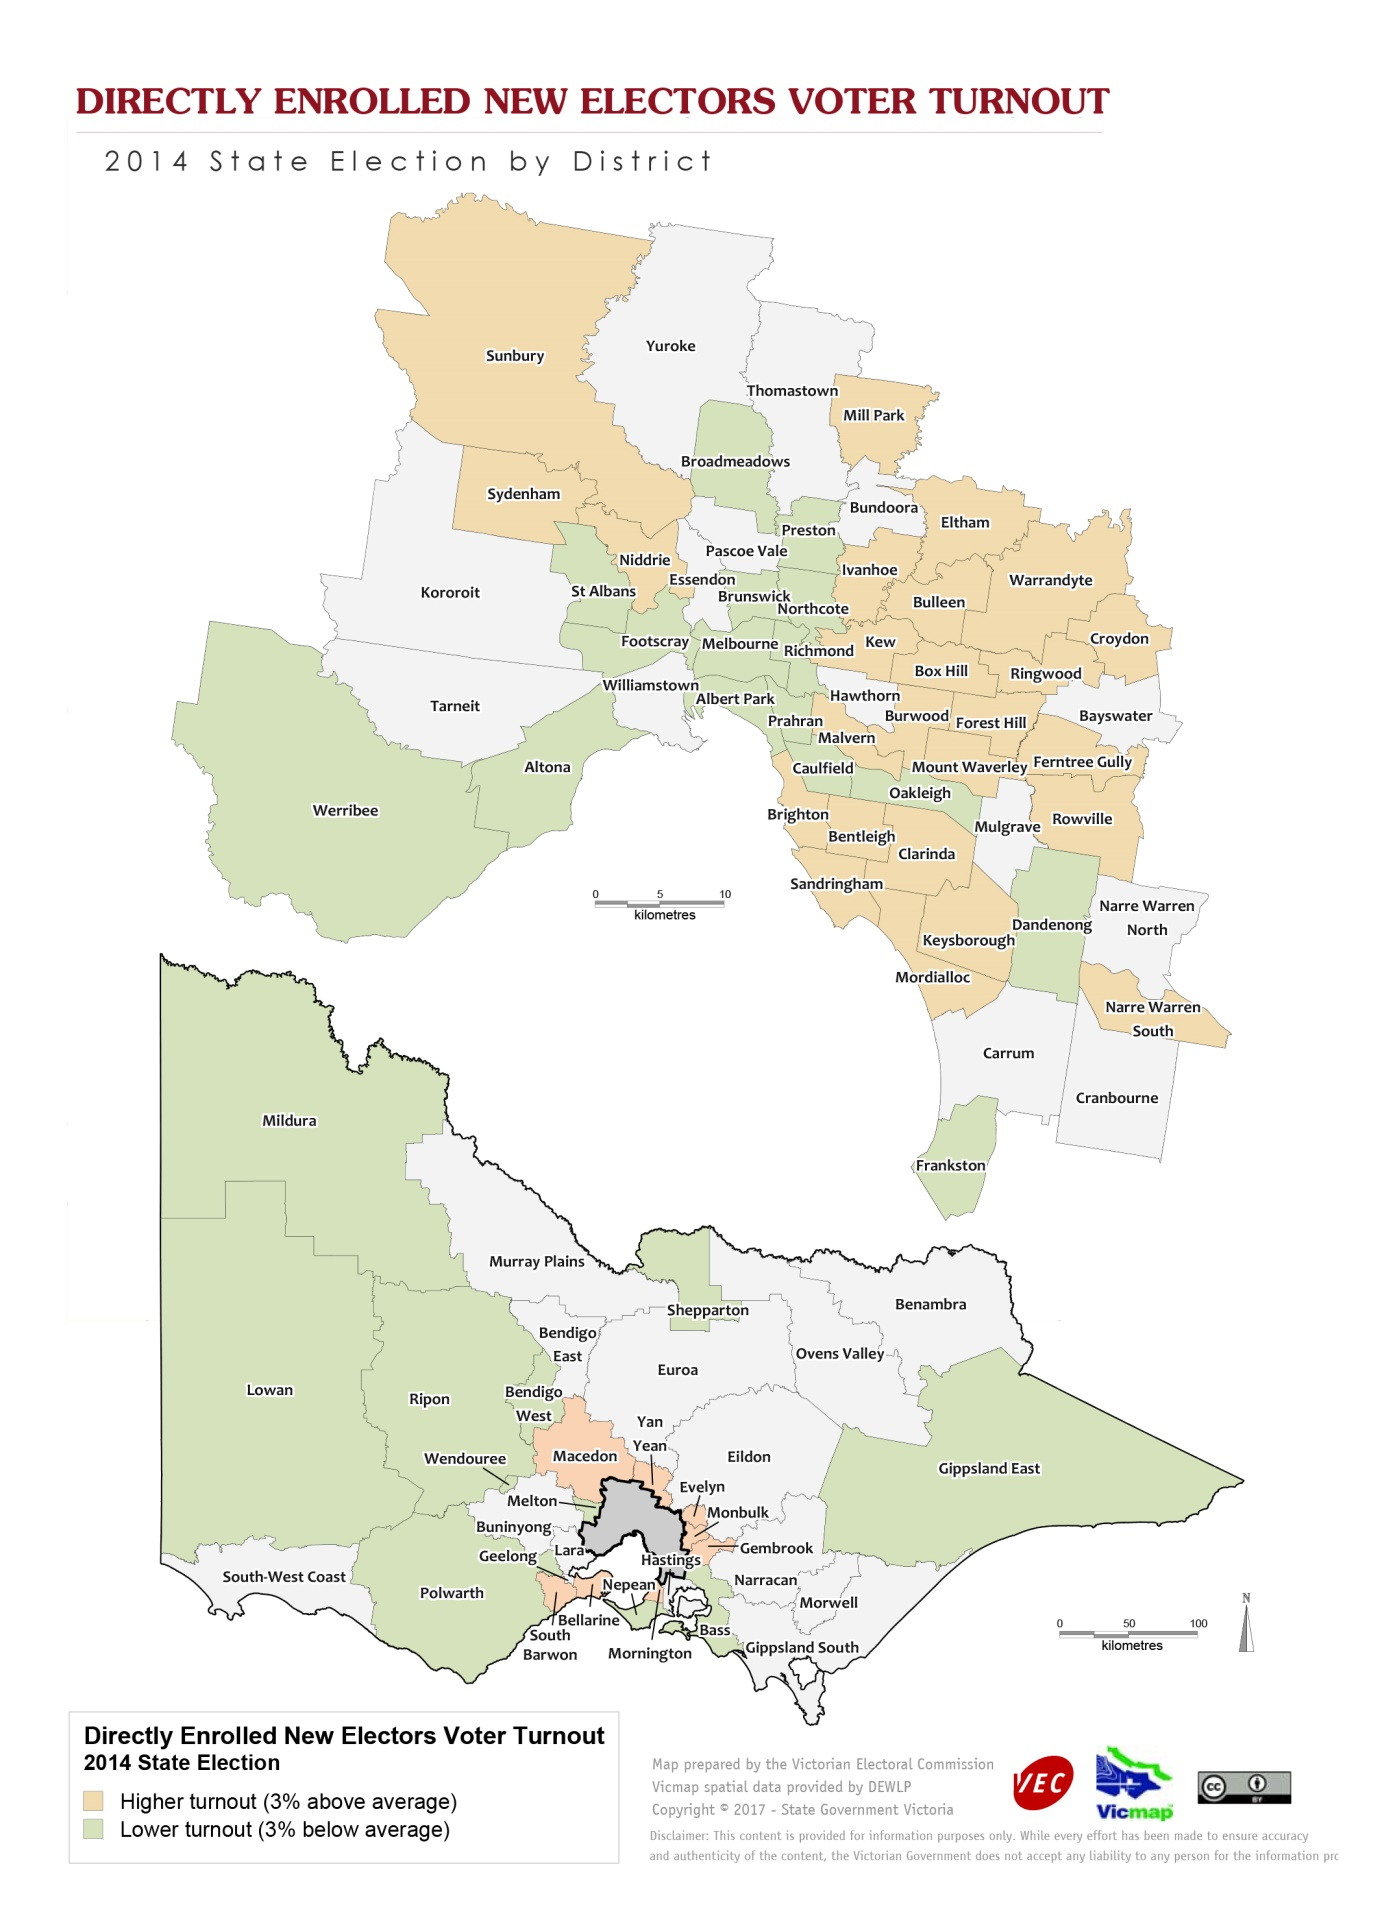 DIRECTLY ENROLLED NEW ELECTORS VOTER TURNOUT
2014 State Election by District
Sunbury
Yuroke
Thomastown
Mill Park
Broadmeadows
Sydenham
Bundoora
Eltham
Preston
Pascoe Vale
Niddrie
Ivanhoe
Essendon
Warrandyte
Kororoit
St Albans
Brunswick
Bulleen
Northcote
Croydon
Footscray
Melbourne
Richmond
Kew
Box Hill
Ringwood
Williamstown
Albert Park
Hawthorn
Tarneit
Prahran
Burwood
Forest Hill
Bayswater
Malvern
Altona
Caulfield
Mount Waverley
Ferntree Gully
Oakleigh
Werribee
Brighton
Mulgrave
Rowville
Bentleigh
Clarinda
Sandringham
0 5 10
kilometres
Narre Warren
North
Dandenong
Keysborough
Mordialloc
Narre Warren
South
Carrum
Cranbourne
Mildura
Frankston
Murray Plains
Shepparton
Benambra
Bendigo
East
Ovens Valley
Euroa
Lowan
Ripon
Bendigo
West
Yan
Yean
Macedon
Wendouree
Eildon
Gippsland East
Evelyn
Melton
Monbulk
Buninyong
Gembrook
Lara
Geelong
Hastings
South-West Coast
Narracan
Nepean
Polwarth
Morwell
Bellarine
South
Barwon
Bass
Mornington
Gippsland South
N
0 50 100
kilometres
Directly Enrolled New Electors Voter Turnout
2014 State Election
Higher turnout (3% above average)
Lower turnout (3% below average)
Map prepared by the Victorian Electoral Commission
Vicmap spatial data provided by DEWLP
Copyright © 2017 - State Government Victoria
VEC
Vicmap
cc
BY
Disclaimer: This content is provided for information purposes only. While every effort has been made to ensure accuracy
and authenticity of the content, the Victorian Government does not accept any liability to any person for the information prc